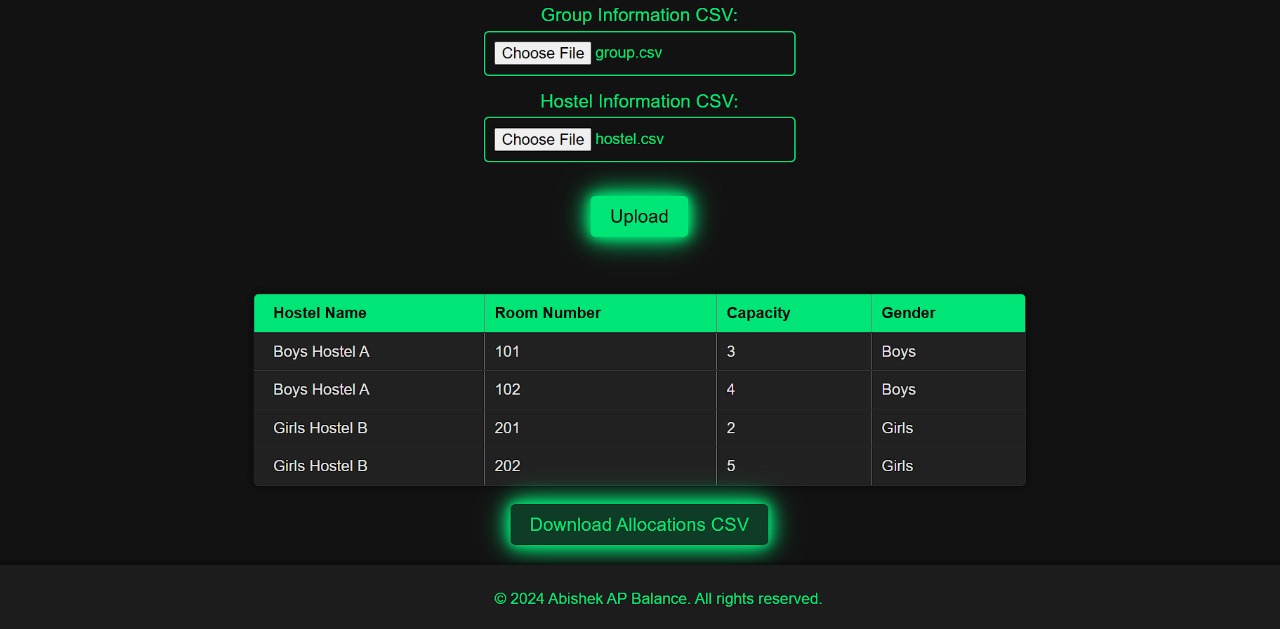 Group Information CSV:
Choose File group.csv
Hostel Information CSV:
Choose File hostel.csv
Upload
Hostel Name Room Number Capacity Gender
Boys Hostel A 101 3 Boys
Boys Hostel A 102 4 Boys
Girls Hostel B 201 2 Girls
Girls Hostel B 202 5 Girls
Download Allocations CSV
© 2024 Abishek AP Balance. All rights reserved.